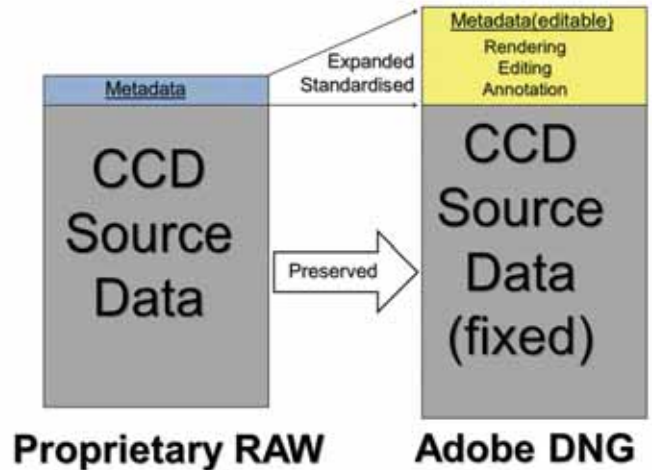 Metadata
CCD
Source
Data
Proprietary RAW
Expanded
Standardised
Preserved
Metadata(editable)
Rendering
Editing
Annotation
CCD
Source
Data
(fixed)
Adobe DNG